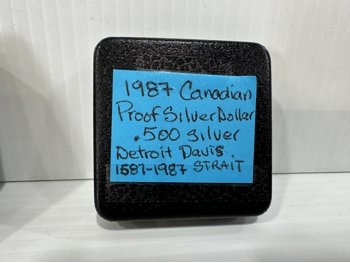 1987 Canadian
Proof Silver Dollar
.500 silver
Detroit Davis
1587-1987 STRAIT